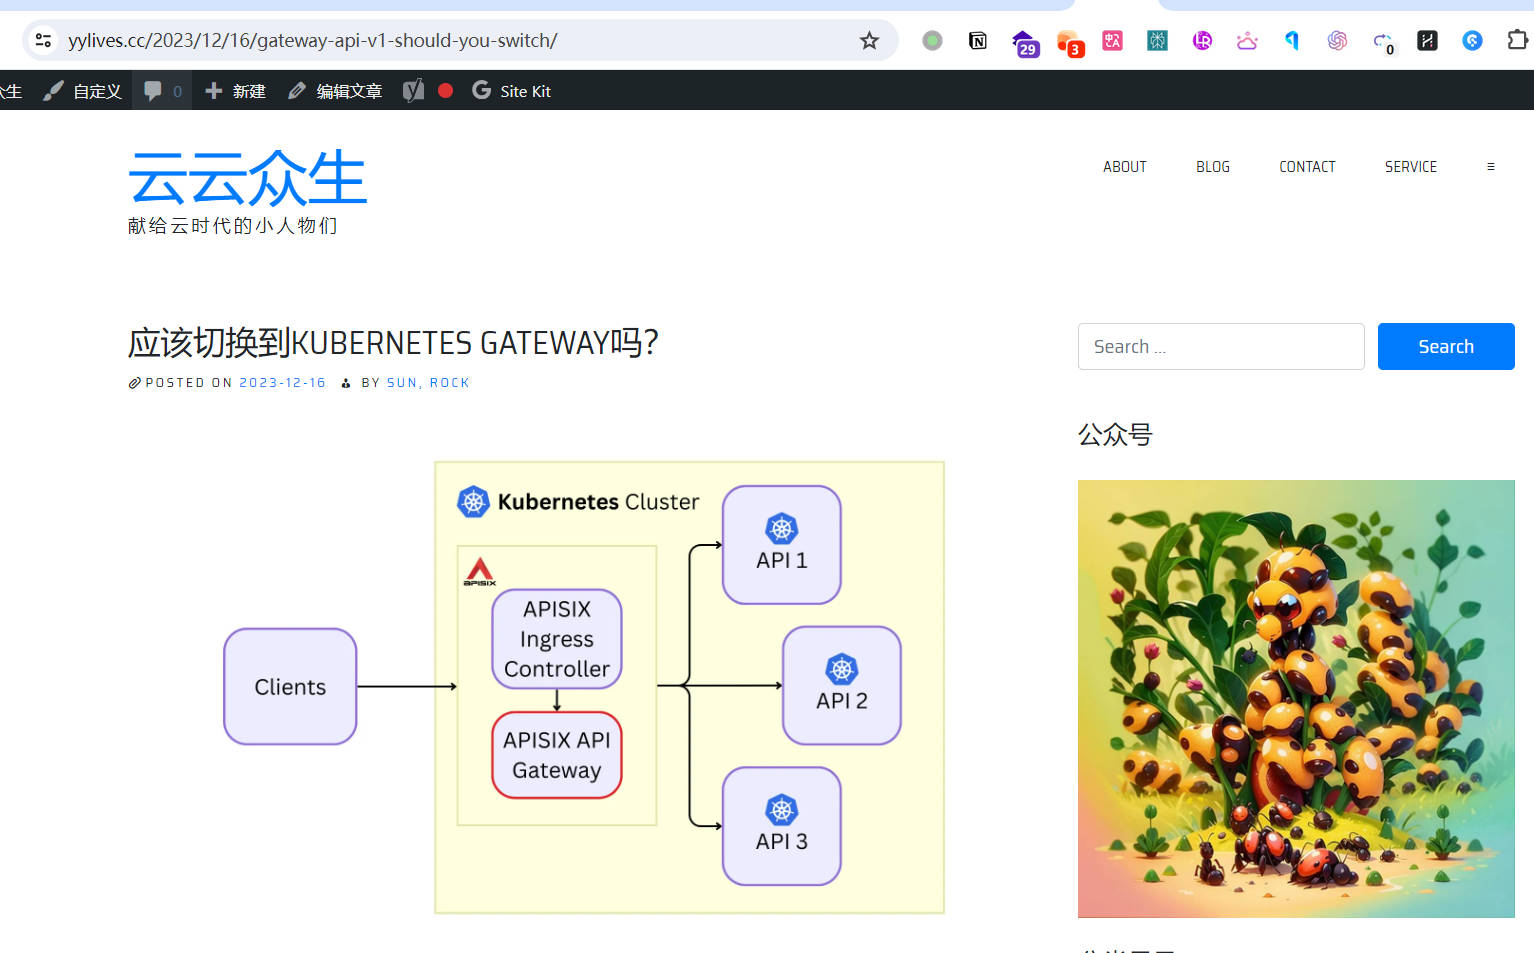 yylives.cc/2023/12/16/gateway-api-v1-should-you-switch/
29
3
0
生 自定义 0 新建 编辑文章 Site Kit
云云众生
献给云时代的小人物们
ABOUT BLOG CONTACT SERVICE
应该切换到KUBERNETES GATEWAY吗？
POSTED ON 2023-12-16 BY SUN, ROCK
Search ...
Search
公众号
Kubernetes Cluster
APISIX
APISIX
Ingress
Controller
APISIX API
Gateway
Clients
API 1
API 2
API 3